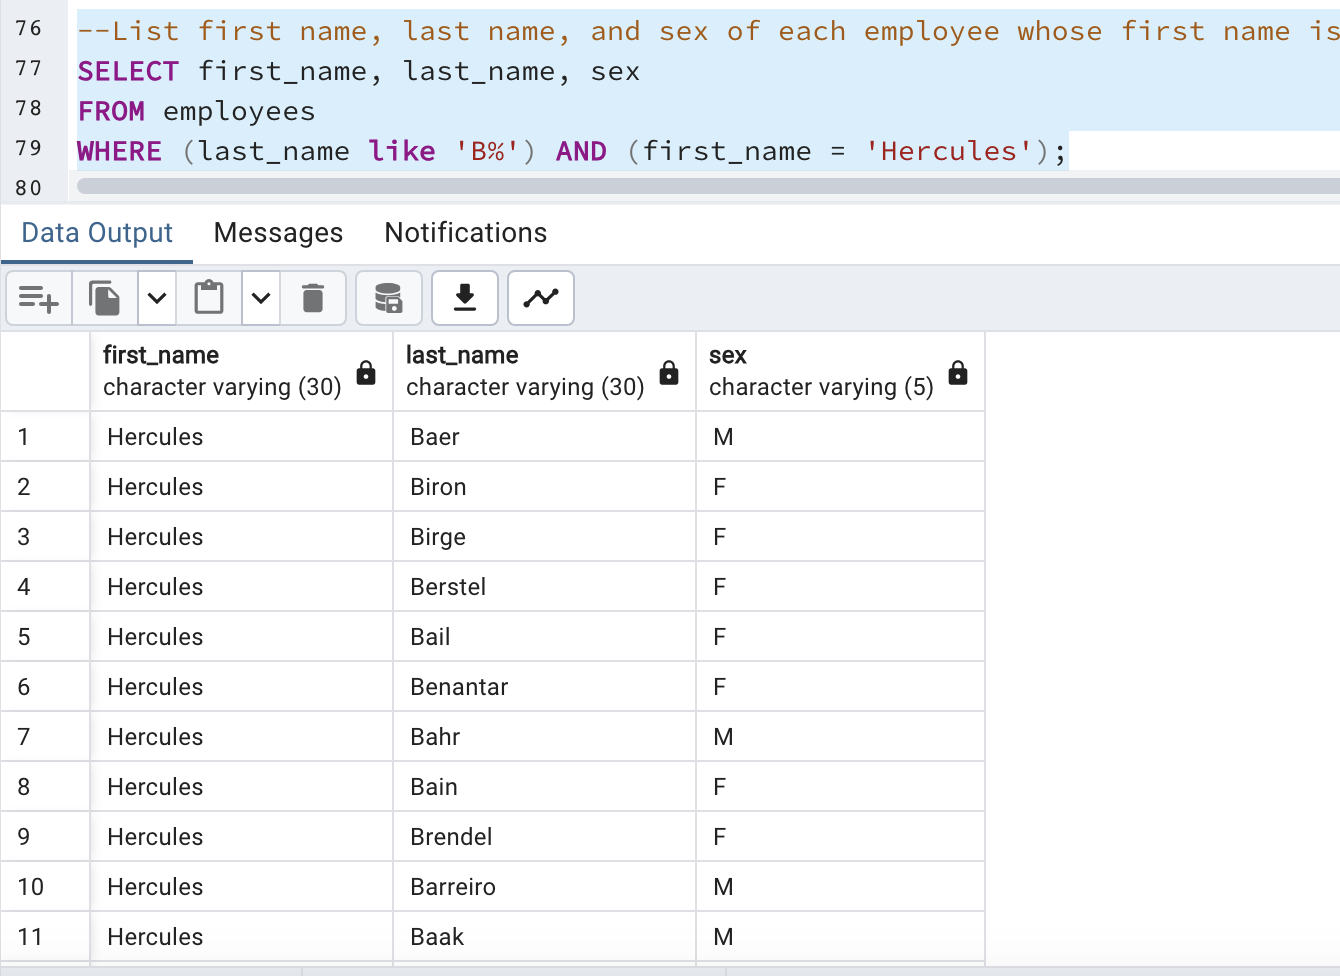 76 --List first name, last name, and sex of each employee whose first name is
77 SELECT first_name, last_name, sex
78 FROM employees
79 WHERE (last_name like 'B%') AND (first_name = 'Hercules');
80
Data Output Messages Notifications
first_name last_name sex
character varying (30) character varying (30) character varying (5)
1 Hercules Baer M
2 Hercules Biron F
3 Hercules Birge F
4 Hercules Berstel F
5 Hercules Bail F
6 Hercules Benantar F
7 Hercules Bahr M
8 Hercules Bain F
9 Hercules Brendel F
10 Hercules Barreiro M
11 Hercules Baak M